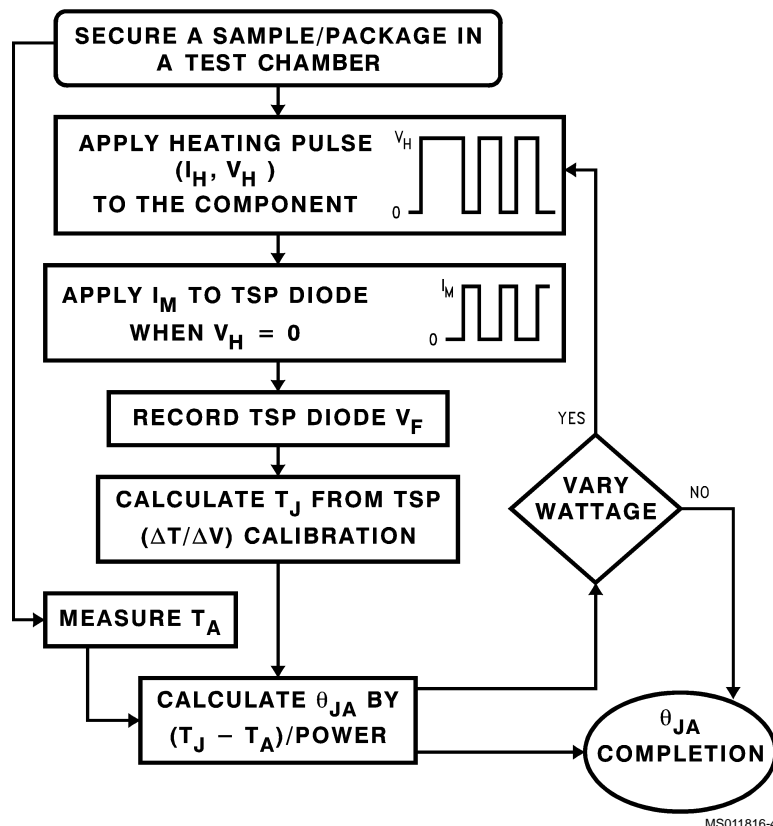 SECURE A SAMPLE/PACKAGE IN
A TEST CHAMBER
APPLY HEATING PULSE
(I_H, V_H )
TO THE COMPONENT
V_H
0
APPLY I_M TO TSP DIODE
WHEN V_H = 0
I_M
0
RECORD TSP DIODE V_F
CALCULATE T_J FROM TSP
(ΔT/ΔV) CALIBRATION
YES
VARY
WATTAGE
NO
MEASURE T_A
CALCULATE θ_JA BY
(T_J – T_A)/POWER
θ_JA
COMPLETION